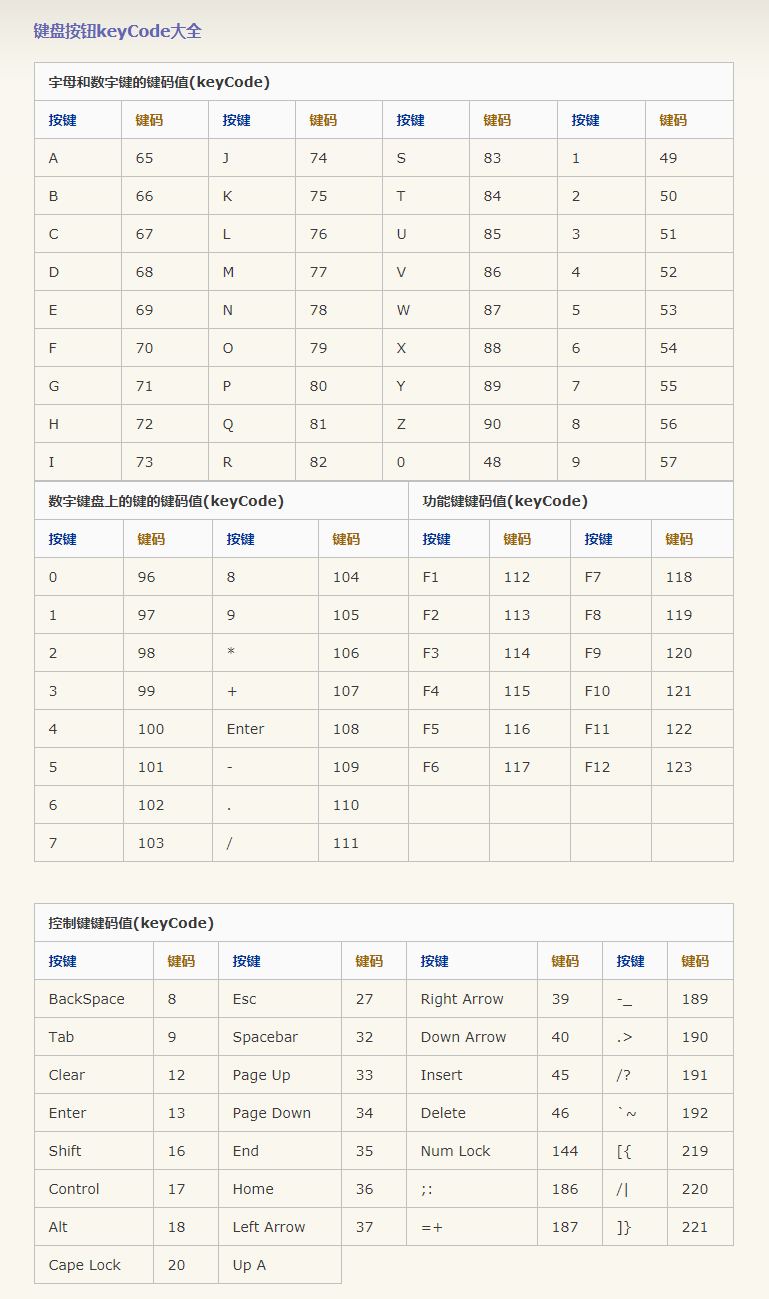 键盘按钮keyCode大全
字母和数字键的键码值(keyCode)
按键 键码 按键 键码 按键 键码 按键 键码
A 65 J 74 S 83 1 49
B 66 K 75 T 84 2 50
C 67 L 76 U 85 3 51
D 68 M 77 V 86 4 52
E 69 N 78 W 87 5 53
F 70 O 79 X 88 6 54
G 71 P 80 Y 89 7 55
H 72 Q 81 Z 90 8 56
I 73 R 82 0 48 9 57
数字键盘上的键的键码值(keyCode) 功能键键码值(keyCode)
按键 键码 按键 键码 按键 键码 按键 键码
0 96 8 104 F1 112 F7 118
1 97 9 105 F2 113 F8 119
2 98 * 106 F3 114 F9 120
3 99 + 107 F4 115 F10 121
4 100 Enter 108 F5 116 F11 122
5 101 - 109 F6 117 F12 123
6 102 . 110
7 103 / 111
控制键键码值(keyCode)
按键 键码 按键 键码 按键 键码 按键 键码
BackSpace 8 Esc 27 Right Arrow 39 -_ 189
Tab 9 Spacebar 32 Down Arrow 40 .> 190
Clear 12 Page Up 33 Insert 45 /? 191
Enter 13 Page Down 34 Delete 46 `~ 192
Shift 16 End 35 Num Lock 144 [{ 219
Control 17 Home 36 ;: 186 /| 220
Alt 18 Left Arrow 37 =+ 187 ]} 221
Cape Lock 20 Up A